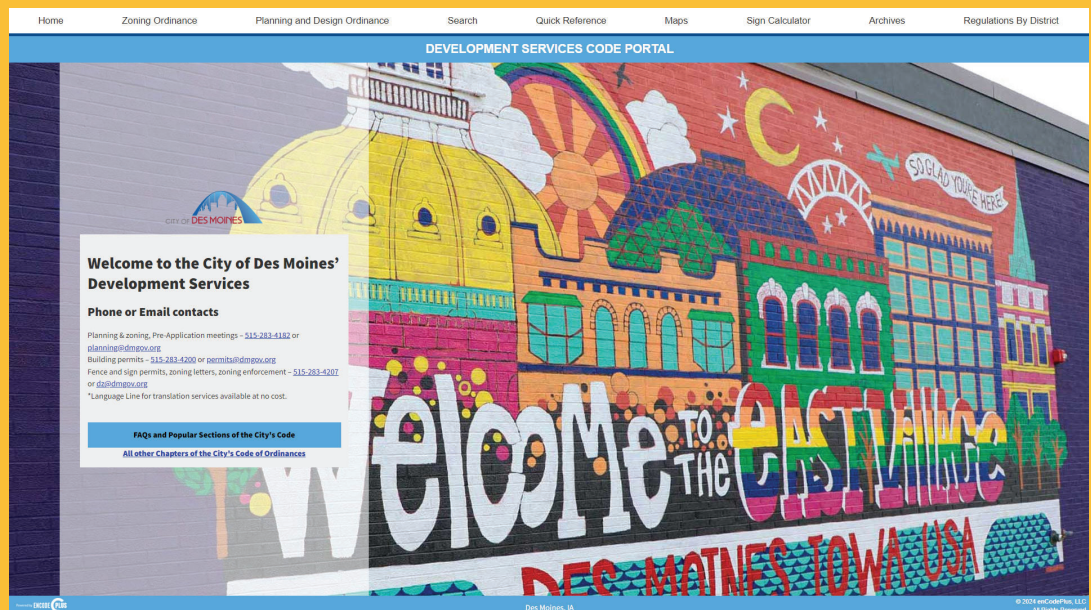 Home Zoning Ordinance Planning and Design Ordinance Search Quick Reference Maps Sign Calculator Archives Regulations By District
DEVELOPMENT SERVICES CODE PORTAL
SO GLAD YOU'RE HERE!
CITY OF DES MOINES
Welcome to the City of Des Moines'
Development Services
Phone or Email contacts
Planning & zoning, Pre-Application meetings – 515-283-4182 or
planning@dmgov.org
Building permits – 515-283-4200 or permits@dmgov.org
Fence and sign permits, zoning letters, zoning enforcement – 515-283-4207
or dz@dmgov.org
*Language Line for translation services available at no cost.
FAQs and Popular Sections of the City's Code
All other Chapters of the City's Code of Ordinances
WELCOME TO THE EAST VILLAGE
DES MOINES IOWA USA
Powered by ENCODE PLUS
Des Moines, IA
© 2024 enCodePlus, LLC
All Rights Reserved